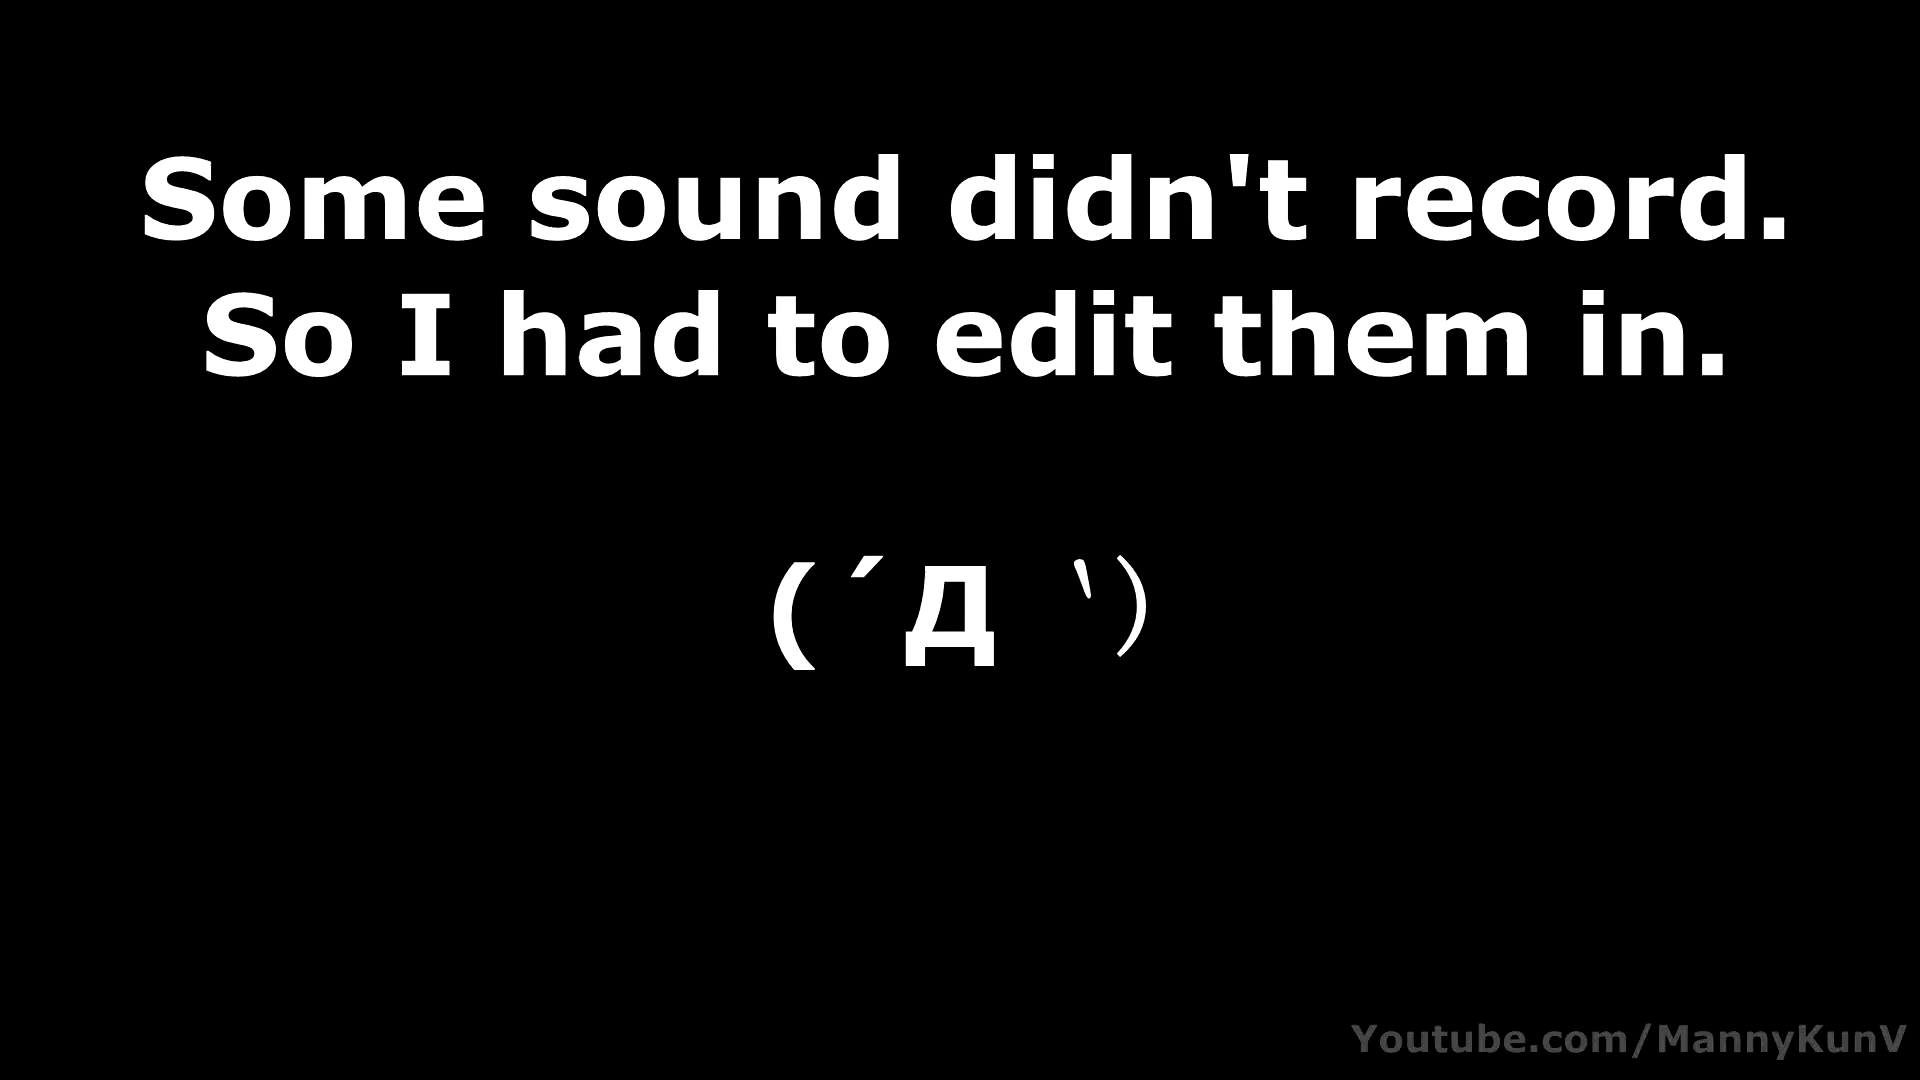 Some sound didn't record.
So I had to edit them in.
(´Д｀)
Youtube.com/MannyKunV